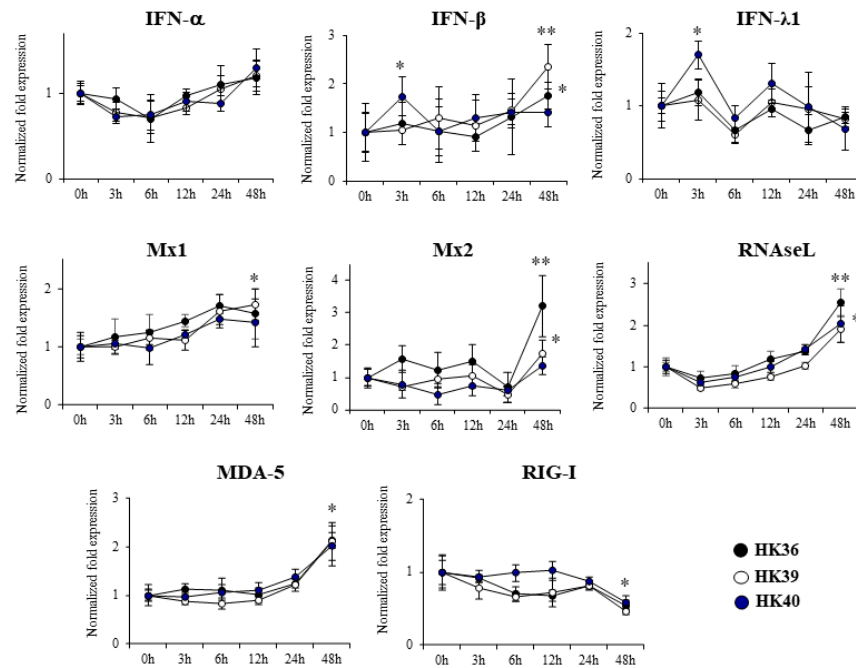 IFN-α IFN-β IFN-λ1
Normalized fold expression
2
1
0
0h 3h 6h 12h 24h 48h
Normalized fold expression
3
2
1
0
* ** *
0h 3h 6h 12h 24h 48h
Normalized fold expression
2
1
0
*
0h 3h 6h 12h 24h 48h
Mx1 Mx2 RNAseL
Normalized fold expression
2
1
0
*
0h 3h 6h 12h 24h 48h
Normalized fold expression
4
3
2
1
0
** *
0h 3h 6h 12h 24h 48h
Normalized fold expression
3
2
1
0
** *
0h 3h 6h 12h 24h 48h
MDA-5 RIG-I
Normalized fold expression
3
2
1
0
*
0h 3h 6h 12h 24h 48h
Normalized fold expression
2
1
0
*
0h 3h 6h 12h 24h 48h
HK36
HK39
HK40